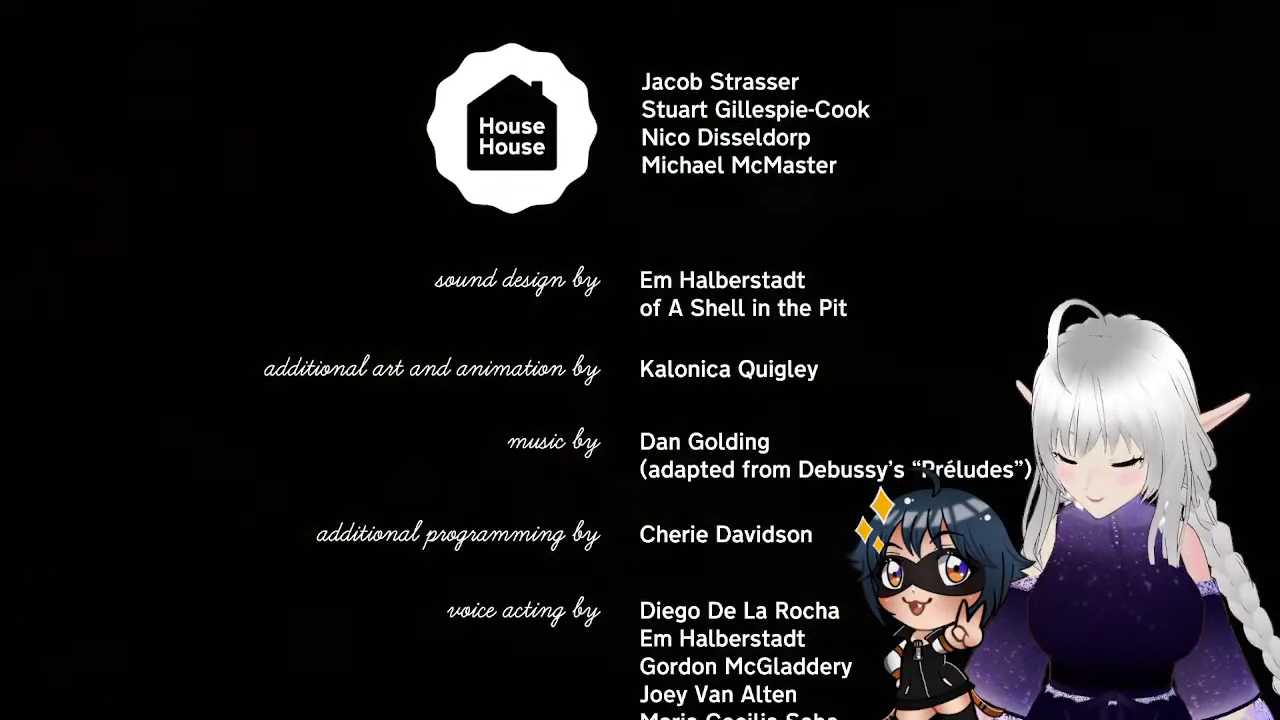 House
House
Jacob Strasser
Stuart Gillespie-Cook
Nico Disseldorp
Michael McMaster
sound design by
Em Halberstadt
of A Shell in the Pit
additional art and animation by
Kalonica Quigley
music by
Dan Golding
(adapted from Debussy's “Préludes”)
additional programming by
Cherie Davidson
voice acting by
Diego De La Rocha
Em Halberstadt
Gordon McGladdery
Joey Van Alten